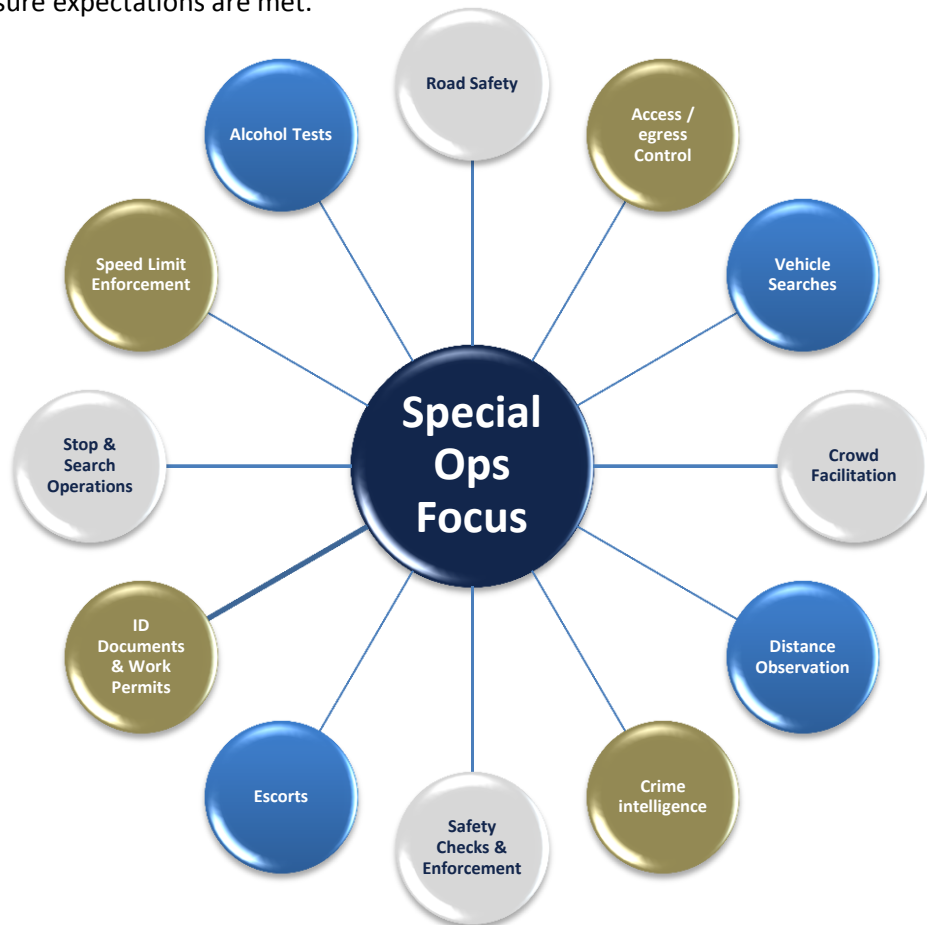 sure expectations are met.
Road Safety
Access /
egress
Control
Vehicle
Searches
Crowd
Facilitation
Distance
Observation
Crime
intelligence
Safety
Checks &
Enforcement
Escorts
ID
Documents
& Work
Permits
Stop &
Search
Operations
Speed Limit
Enforcement
Alcohol Tests
Special
Ops
Focus